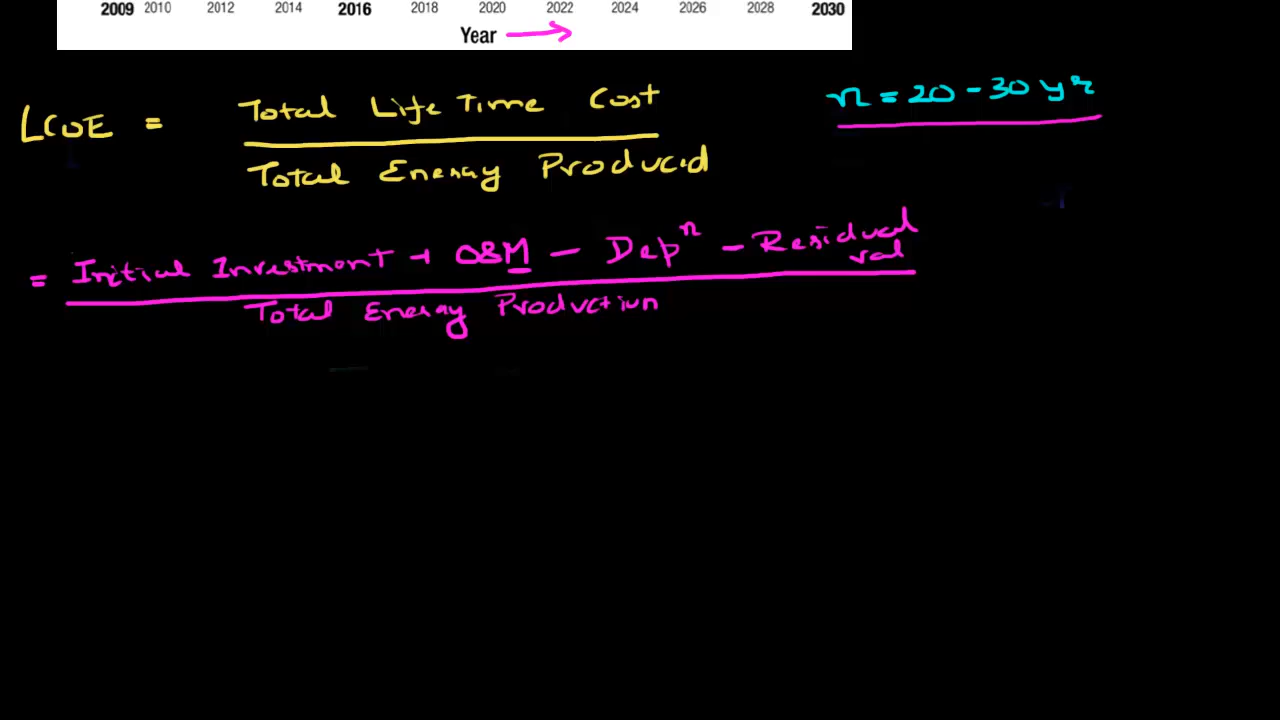 2009 2010 2012 2014 2016 2018 2020 2022 2024 2026 2028 2030
Year
LCOE = Total Life Time Cost / Total Energy Produced
n = 20 - 30 yr
= Initial Investment + O&M - Depⁿ - Residual val / Total Energy Production